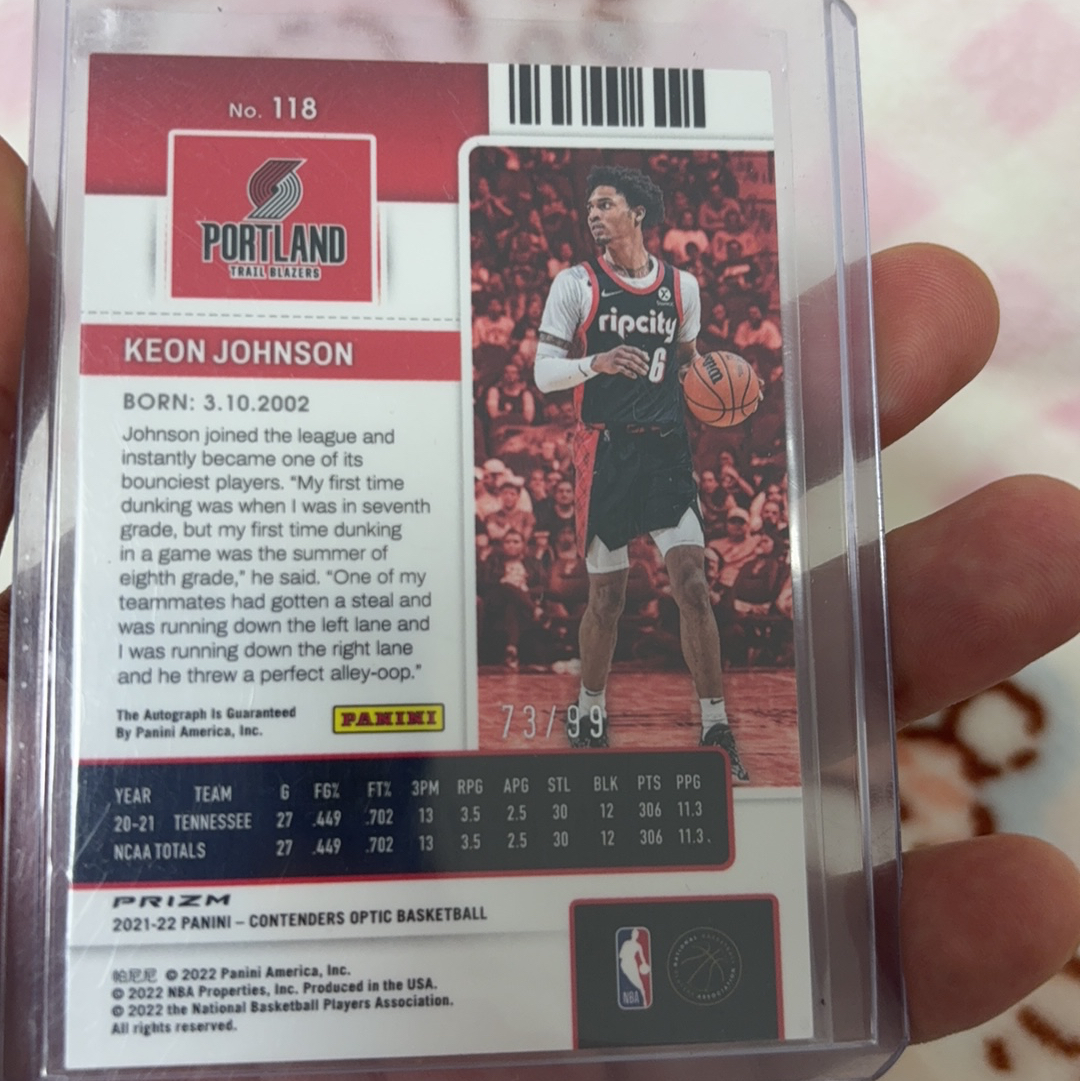 No. 118
PORTLAND
TRAIL BLAZERS
KEON JOHNSON
BORN: 3.10.2002
Johnson joined the league and
instantly became one of its
bounciest players. “My first time
dunking was when I was in seventh
grade, but my first time dunking
in a game was the summer of
eighth grade,” he said. “One of my
teammates had gotten a steal and
was running down the left lane and
I was running down the right lane
and he threw a perfect alley-oop.”
The Autograph Is Guaranteed
By Panini America, Inc.
PANINI
ripcity
6
73/99
YEAR TEAM G FG% FT% 3PM RPG APG STL BLK PTS PPG
20-21 TENNESSEE 27 .449 .702 13 3.5 2.5 30 12 306 11.3
NCAA TOTALS 27 .449 .702 13 3.5 2.5 30 12 306 11.3
PRIZM
2021-22 PANINI – CONTENDERS OPTIC BASKETBALL
帕尼尼 © 2022 Panini America, Inc.
© 2022 NBA Properties, Inc. Produced in the USA.
© 2022 the National Basketball Players Association.
All rights reserved.
NBA